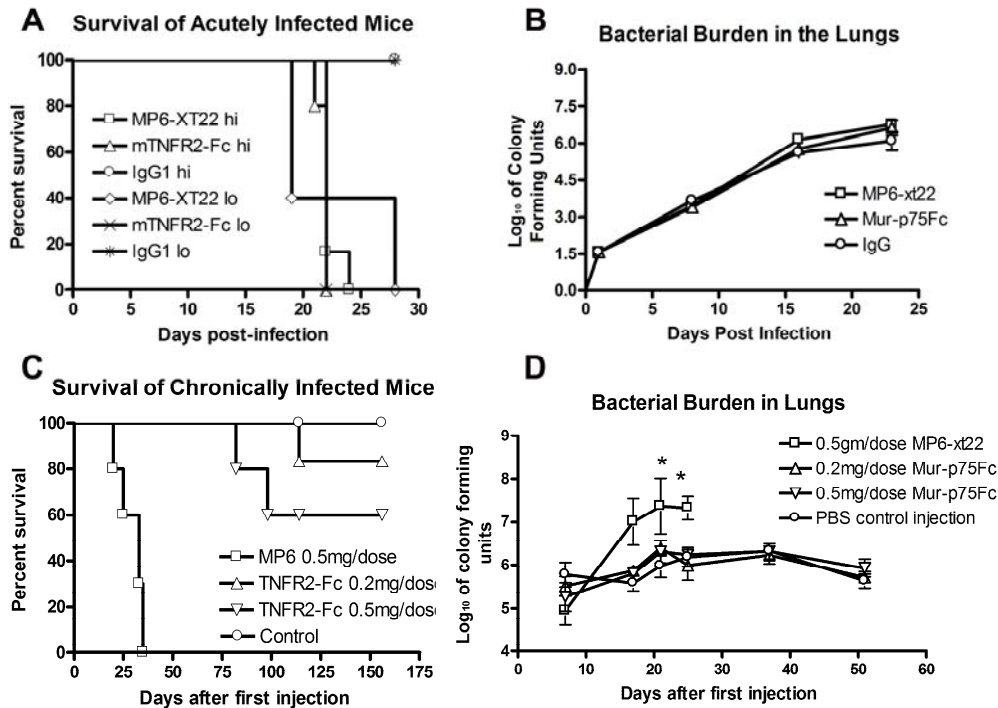 A
Survival of Acutely Infected Mice
100
80
60
40
20
0
Percent survival
MP6-XT22 hi
mTNFR2-Fc hi
IgG1 hi
MP6-XT22 lo
mTNFR2-Fc lo
IgG1 lo
0 5 10 15 20 25 30
Days post-infection
B
Bacterial Burden in the Lungs
9.0
7.5
6.0
4.5
3.0
1.5
0.0
Log₁₀ of Colony
Forming Units
MP6-xt22
Mur-p75Fc
IgG
0 5 10 15 20 25
Days Post Infection
C
Survival of Chronically Infected Mice
100
80
60
40
20
0
Percent survival
MP6 0.5mg/dose
TNFR2-Fc 0.2mg/dose
TNFR2-Fc 0.5mg/dose
Control
0 25 50 75 100 125 150 175
Days after first injection
D
Bacterial Burden in Lungs
9
8
7
6
5
4
Log₁₀ of colony forming
units
0.5gm/dose MP6-xt22
0.2mg/dose Mur-p75Fc
0.5mg/dose Mur-p75Fc
PBS control injection
* *
0 10 20 30 40 50 60
Days after first injection